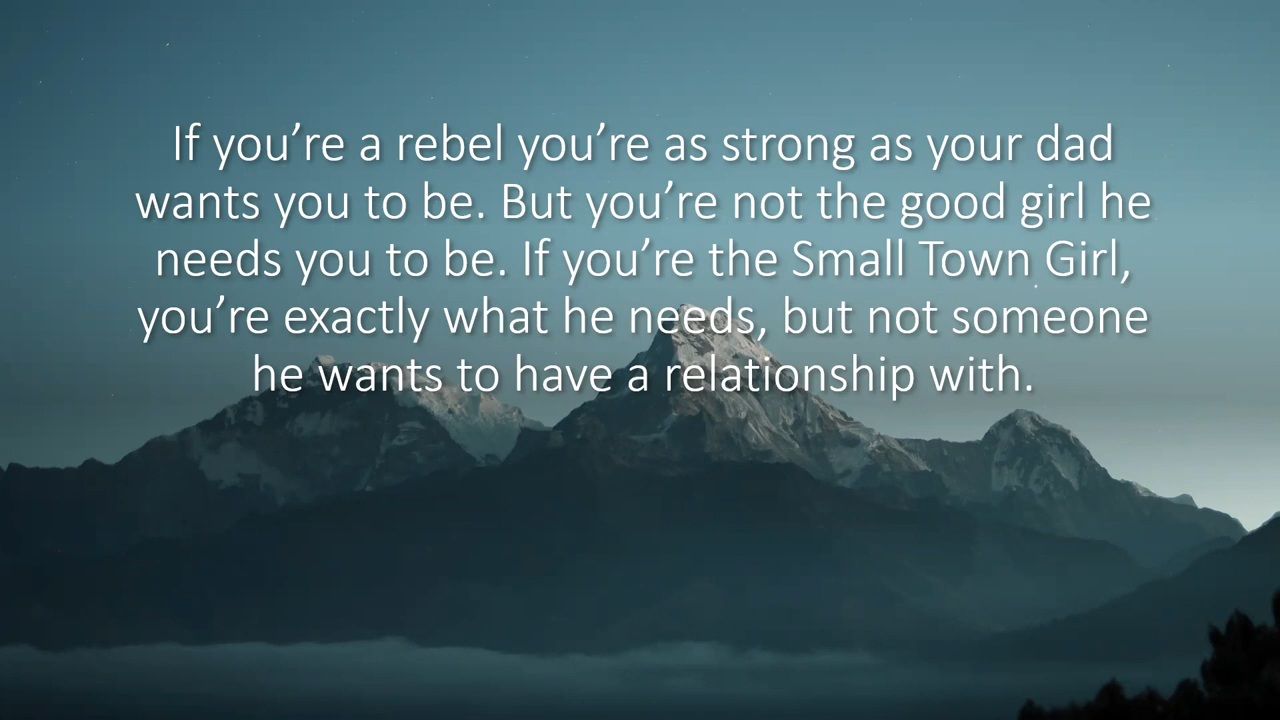 If you’re a rebel you’re as strong as your dad
wants you to be. But you’re not the good girl he
needs you to be. If you’re the Small Town Girl,
you’re exactly what he needs, but not someone
he wants to have a relationship with.